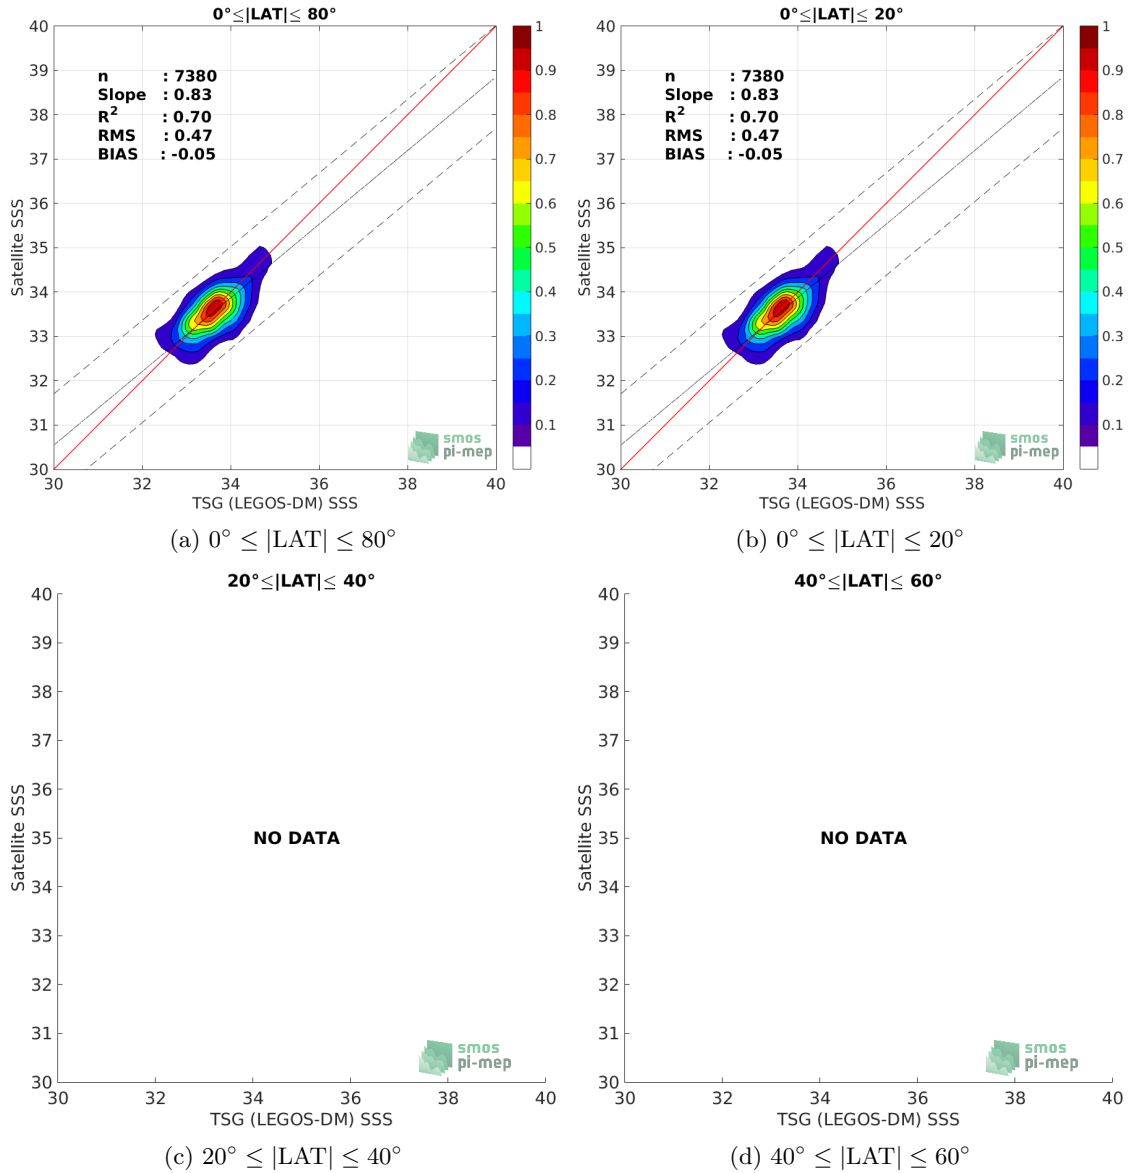 0°≤|LAT|≤ 80°
40
39
38
37
36
35
34
33
32
31
30
Satellite SSS
n : 7380
Slope : 0.83
R² : 0.70
RMS : 0.47
BIAS : -0.05
smos
pi-mep
30 32 34 36 38 40
TSG (LEGOS-DM) SSS
1
0.9
0.8
0.7
0.6
0.5
0.4
0.3
0.2
0.1
(a) 0° ≤ |LAT| ≤ 80°
0°≤|LAT|≤ 20°
40
39
38
37
36
35
34
33
32
31
30
Satellite SSS
n : 7380
Slope : 0.83
R² : 0.70
RMS : 0.47
BIAS : -0.05
smos
pi-mep
30 32 34 36 38 40
TSG (LEGOS-DM) SSS
1
0.9
0.8
0.7
0.6
0.5
0.4
0.3
0.2
0.1
(b) 0° ≤ |LAT| ≤ 20°
20°≤|LAT|≤ 40°
40
39
38
37
36
35
34
33
32
31
30
Satellite SSS
NO DATA
smos
pi-mep
30 32 34 36 38 40
TSG (LEGOS-DM) SSS
(c) 20° ≤ |LAT| ≤ 40°
40°≤|LAT|≤ 60°
40
39
38
37
36
35
34
33
32
31
30
Satellite SSS
NO DATA
smos
pi-mep
30 32 34 36 38 40
TSG (LEGOS-DM) SSS
(d) 40° ≤ |LAT| ≤ 60°